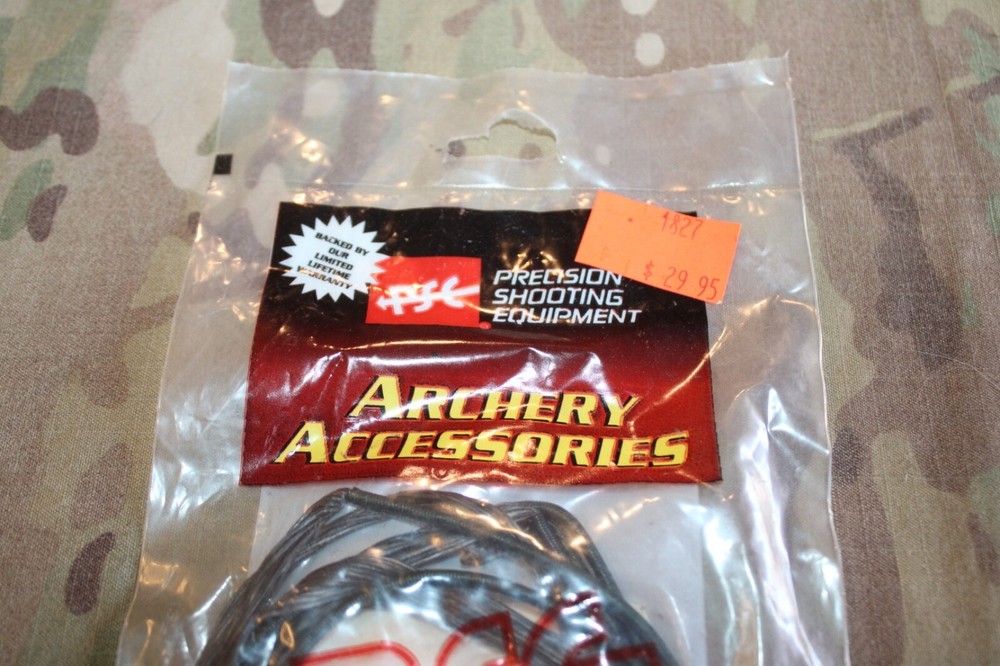 1827
$ 29 95
BACKED BY
OUR
LIMITED
LIFETIME
WARRANTY
PSE
PRECISION
SHOOTING
EQUIPMENT
ARCHERY
ACCESSORIES